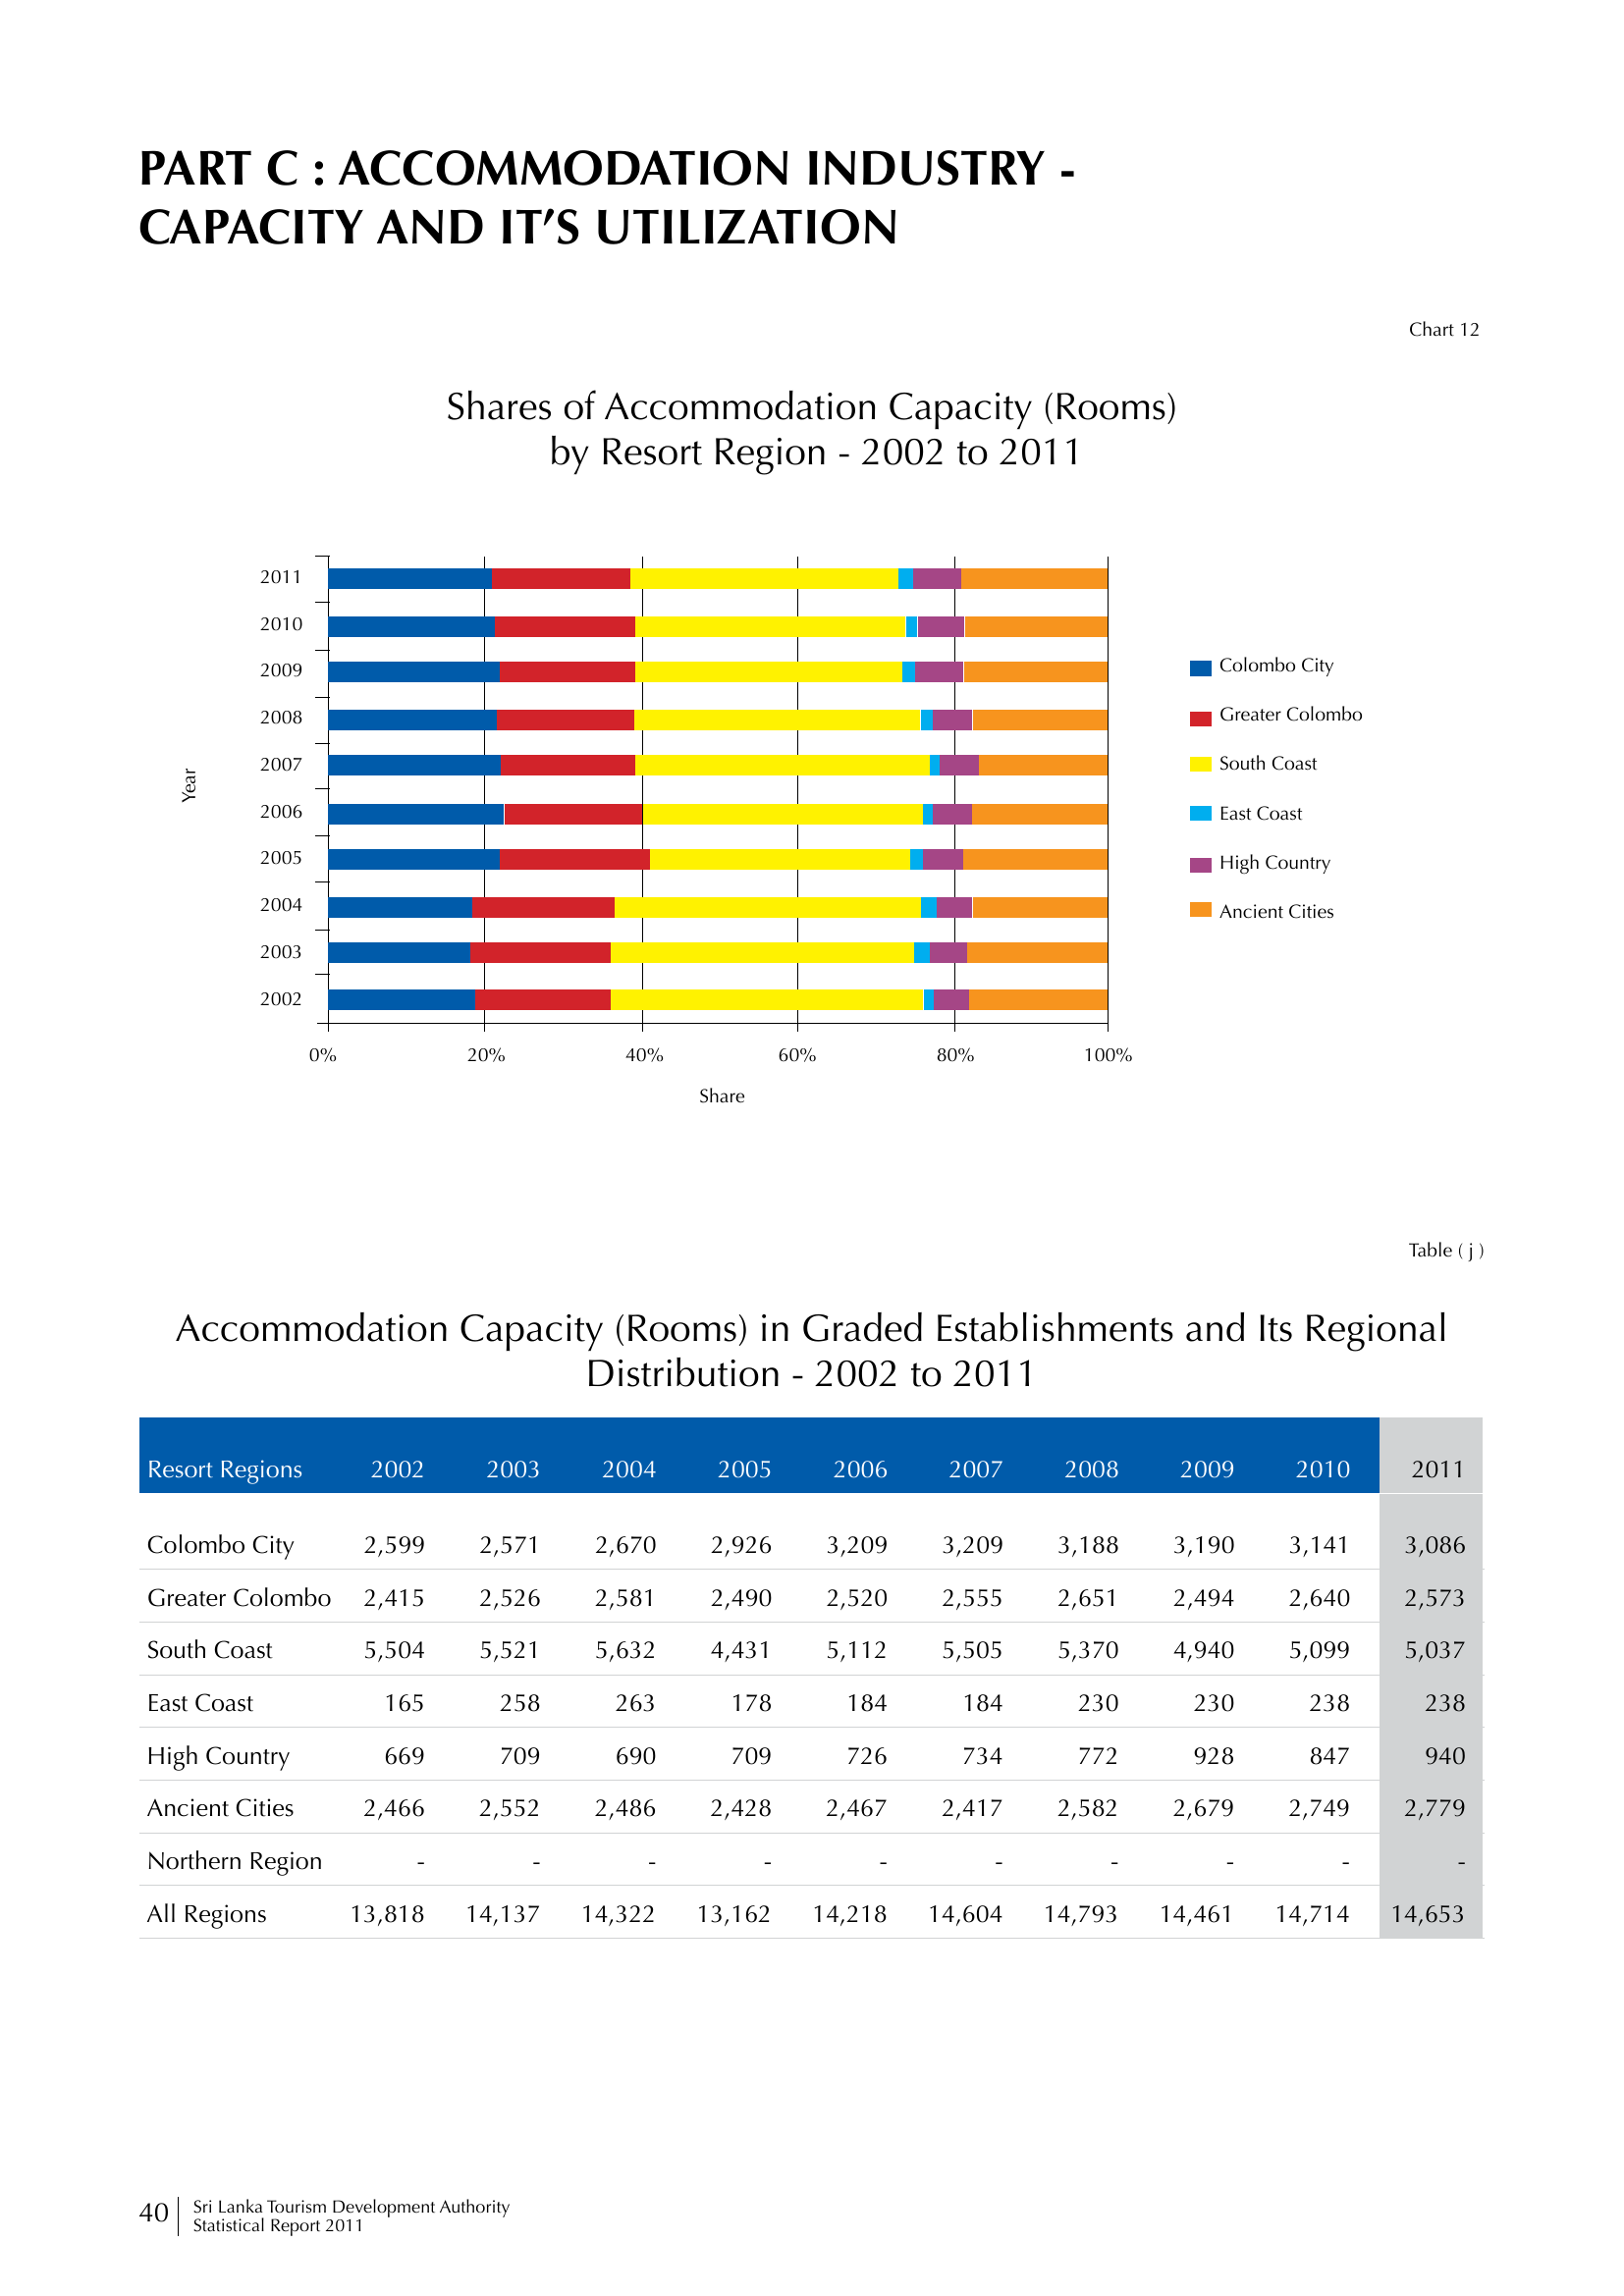 PART C : ACCOMMODATION INDUSTRY -
CAPACITY AND IT’S UTILIZATION
Chart 12
Shares of Accommodation Capacity (Rooms)
by Resort Region - 2002 to 2011
Year
2011
2010
2009
2008
2007
2006
2005
2004
2003
2002
0% 20% 40% 60% 80% 100%
Share
Colombo City
Greater Colombo
South Coast
East Coast
High Country
Ancient Cities
Table ( j )
Accommodation Capacity (Rooms) in Graded Establishments and Its Regional
Distribution - 2002 to 2011
Resort Regions 2002 2003 2004 2005 2006 2007 2008 2009 2010 2011
Colombo City 2,599 2,571 2,670 2,926 3,209 3,209 3,188 3,190 3,141 3,086
Greater Colombo 2,415 2,526 2,581 2,490 2,520 2,555 2,651 2,494 2,640 2,573
South Coast 5,504 5,521 5,632 4,431 5,112 5,505 5,370 4,940 5,099 5,037
East Coast 165 258 263 178 184 184 230 230 238 238
High Country 669 709 690 709 726 734 772 928 847 940
Ancient Cities 2,466 2,552 2,486 2,428 2,467 2,417 2,582 2,679 2,749 2,779
Northern Region - - - - - - - - - -
All Regions 13,818 14,137 14,322 13,162 14,218 14,604 14,793 14,461 14,714 14,653
40
Sri Lanka Tourism Development Authority
Statistical Report 2011